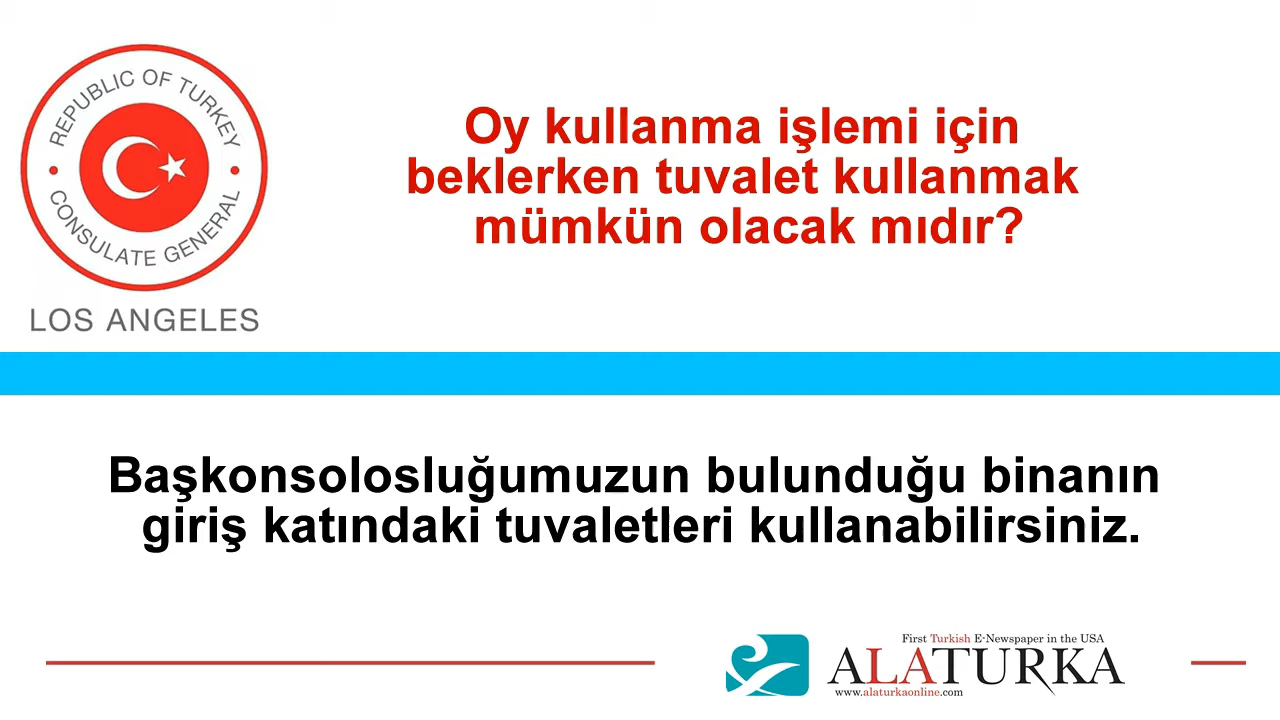 REPUBLIC OF TURKEY
CONSULATE GENERAL
LOS ANGELES
Oy kullanma işlemi için
beklerken tuvalet kullanmak
mümkün olacak mıdır?
Başkonsolosluğumuzun bulunduğu binanın
giriş katındaki tuvaletleri kullanabilirsiniz.
First Turkish E-Newspaper in the USA
ALATURKA
www.alaturkaonline.com